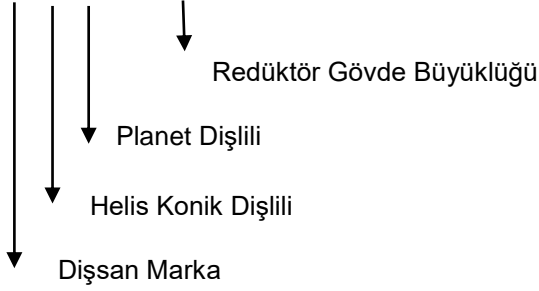 Redüktör Gövde Büyüklüğü
Planet Dişlili
Helis Konik Dişlili
Dişsan Marka